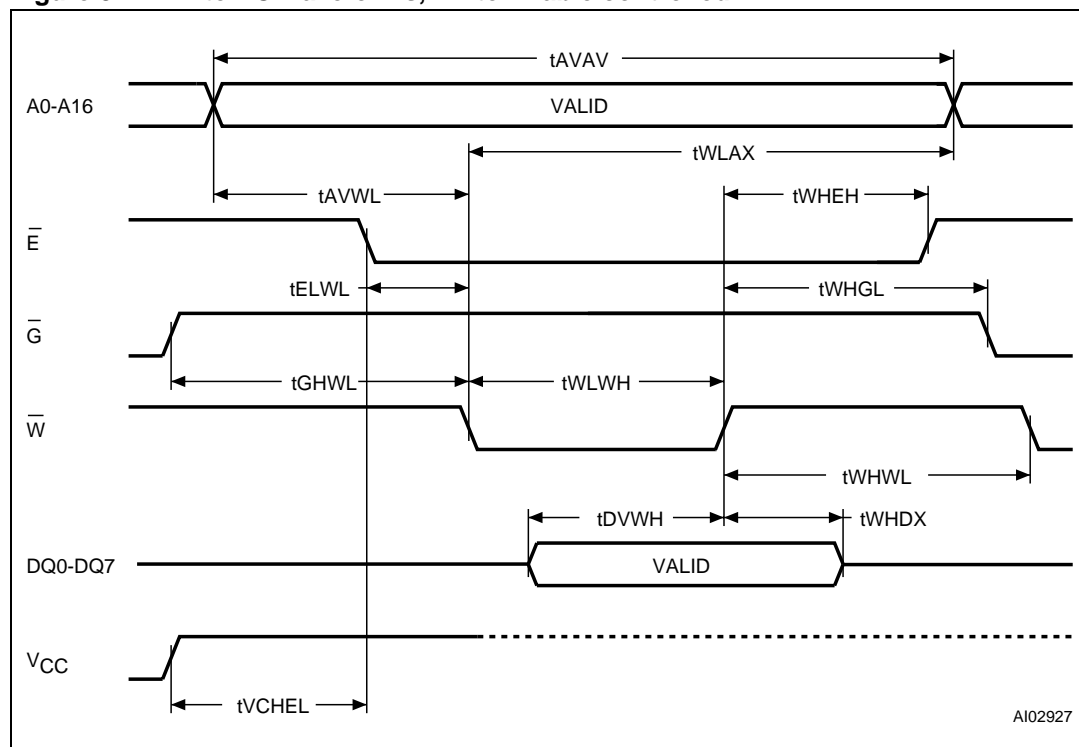 tAVAV
A0-A16
VALID
tWLAX
tAVWL
tWHEH
E
tELWL
tWHGL
G
tGHWL
tWLWH
W
tWHWL
tDVWH
tWHDX
DQ0-DQ7
VALID
VCC
tVCHEL
AI02927